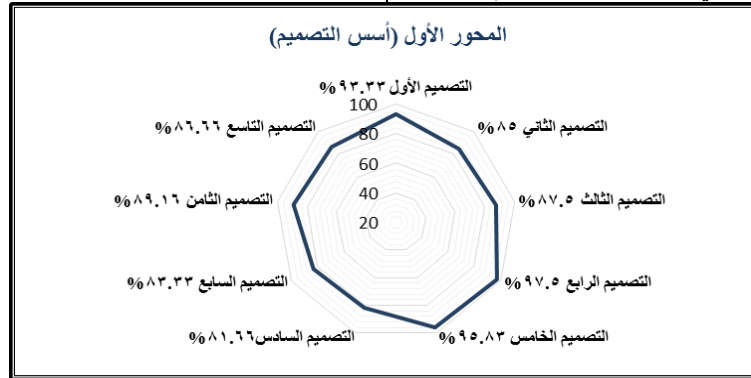 المحور الأول (أسس التصميم)
التصميم الأول ٩٣.٣٣%
التصميم الثاني ٨٥%
التصميم الثالث ٨٧.٥%
التصميم الرابع ٩٧.٥%
التصميم الخامس ٩٥.٨٣%
التصميم السادس٨١.٦٦%
التصميم السابع ٨٣.٣٣%
التصميم الثامن ٨٩.١٦%
التصميم التاسع ٨٦.٦٦%
100
80
60
40
20